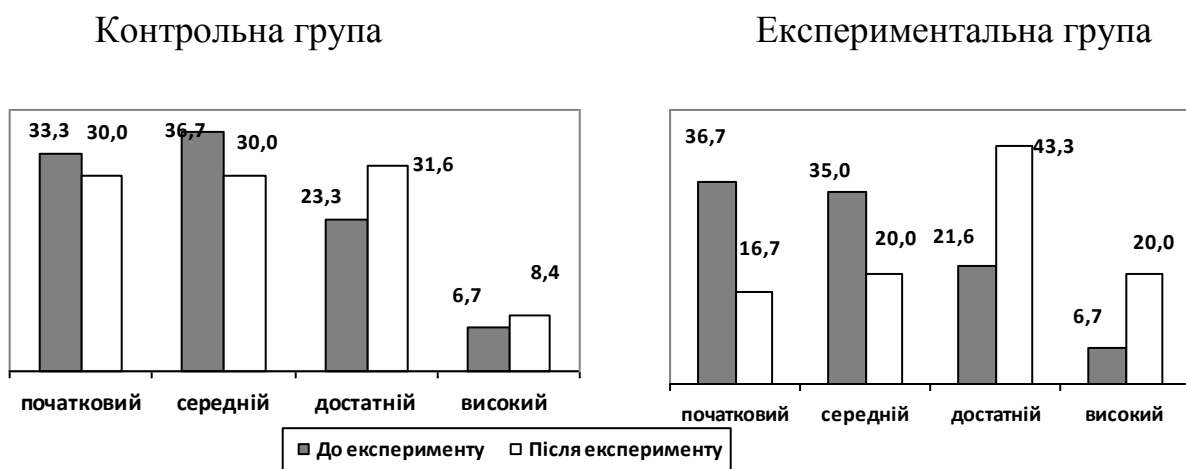 Контрольна група
Експериментальна група
33,3 30,0 36,7 30,0 23,3 31,6 6,7 8,4
початковий середній достатній високий
36,7 16,7 35,0 20,0 21,6 43,3 6,7 20,0
початковий середній достатній високий
До експерименту Після експерименту